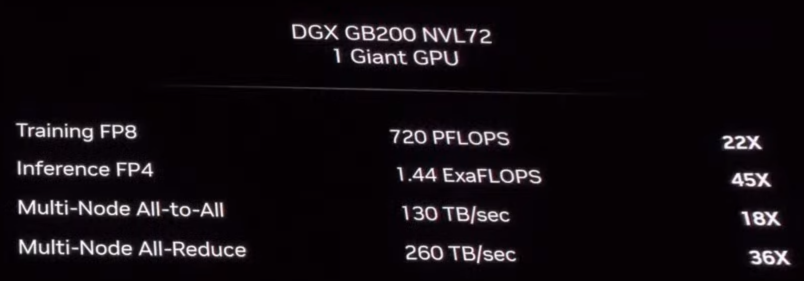 DGX GB200 NVL72
1 Giant GPU
Training FP8 720 PFLOPS 22X
Inference FP4 1.44 ExaFLOPS 45X
Multi-Node All-to-All 130 TB/sec 18X
Multi-Node All-Reduce 260 TB/sec 36X